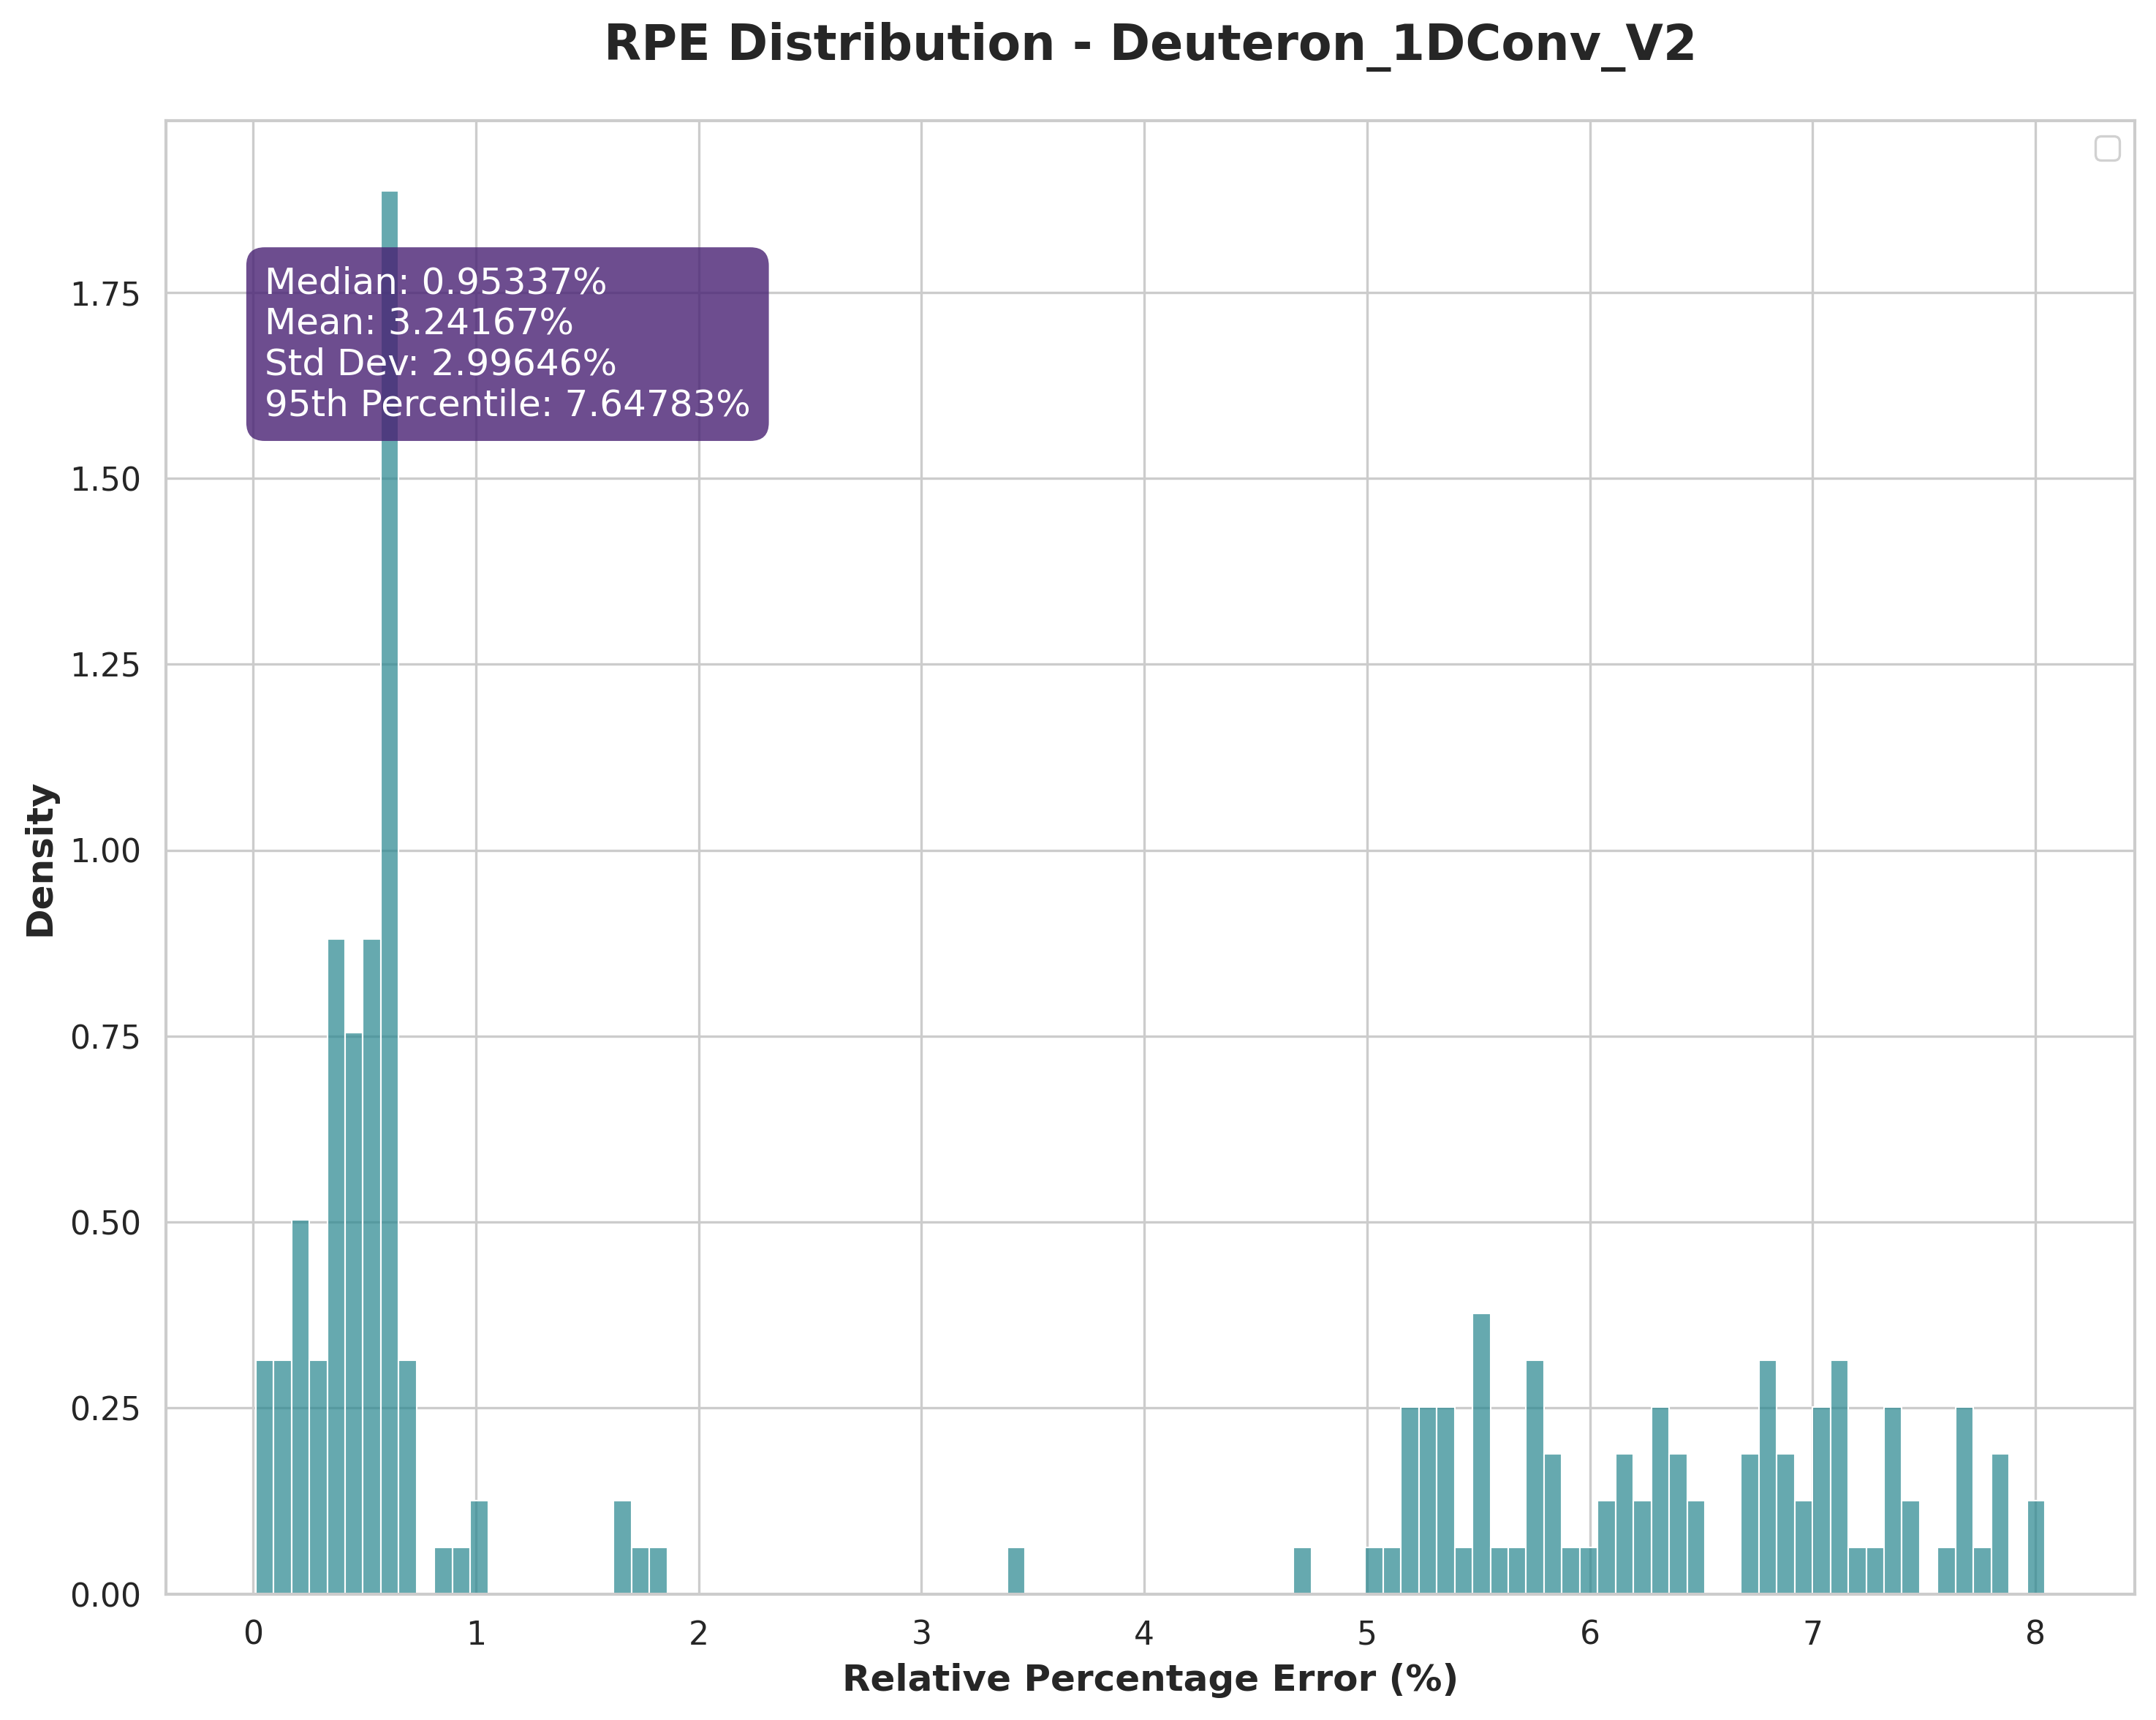 RPE Distribution - Deuteron_1DConv_V2
Median: 0.95337%
Mean: 3.24167%
Std Dev: 2.99646%
95th Percentile: 7.64783%
1.75
1.50
1.25
1.00
0.75
0.50
0.25
0.00
Density
0 1 2 3 4 5 6 7 8
Relative Percentage Error (%)